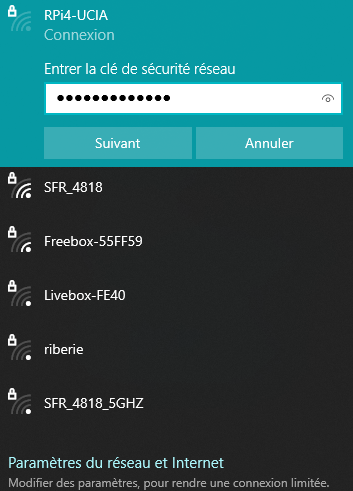 RPi4-UCIA
Connexion
Entrer la clé de sécurité réseau
●●●●●●●●●●●●●
Suivant
Annuler
SFR_4818
Freebox-55FF59
Livebox-FE40
riberie
SFR_4818_5GHZ
Paramètres du réseau et Internet
Modifier des paramètres, pour rendre une connexion limitée.